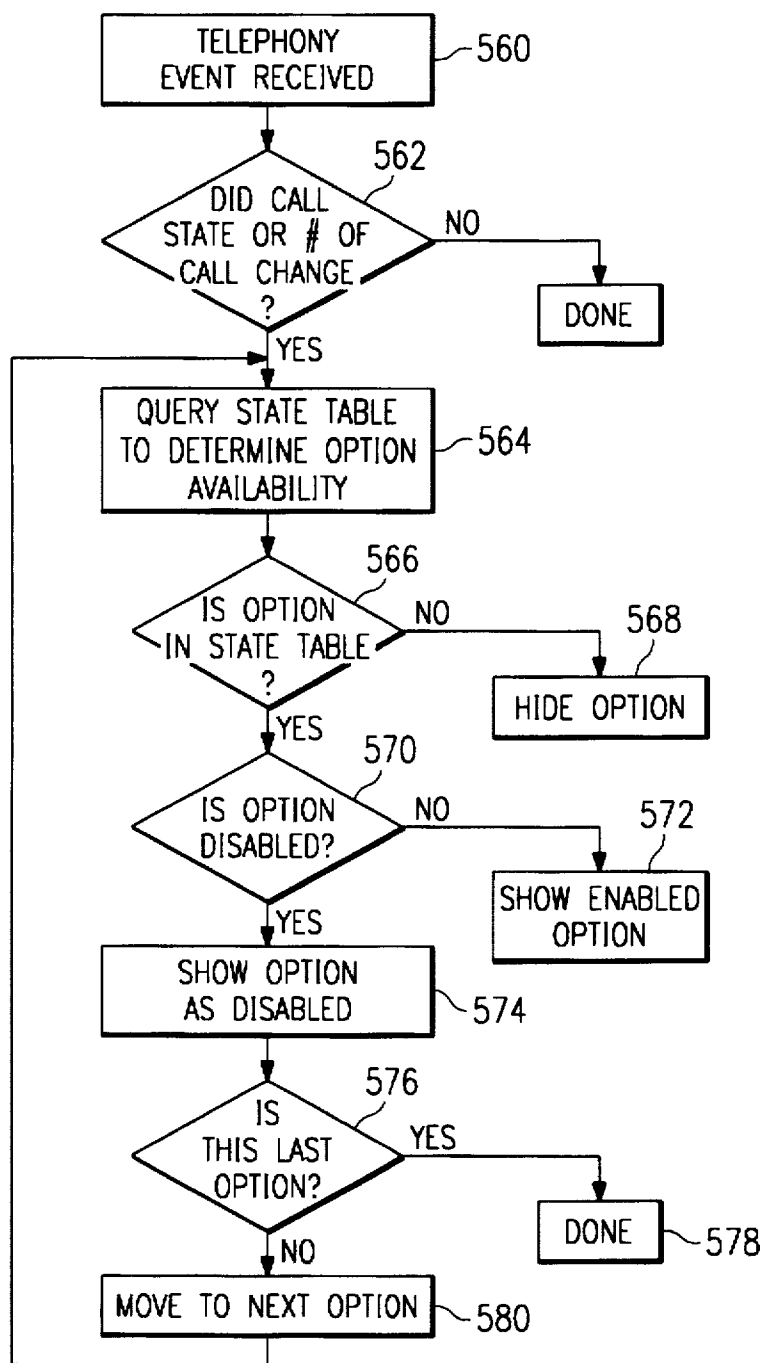 TELEPHONY
EVENT RECEIVED
560
562
DID CALL
STATE OR # OF
CALL CHANGE
?
NO
DONE
YES
QUERY STATE TABLE
TO DETERMINE OPTION
AVAILABILITY
564
566
IS OPTION
IN STATE TABLE
?
NO
568
HIDE OPTION
YES
570
IS OPTION
DISABLED?
NO
572
SHOW ENABLED
OPTION
YES
SHOW OPTION
AS DISABLED
574
576
IS
THIS LAST
OPTION?
YES
DONE
578
NO
MOVE TO NEXT OPTION
580